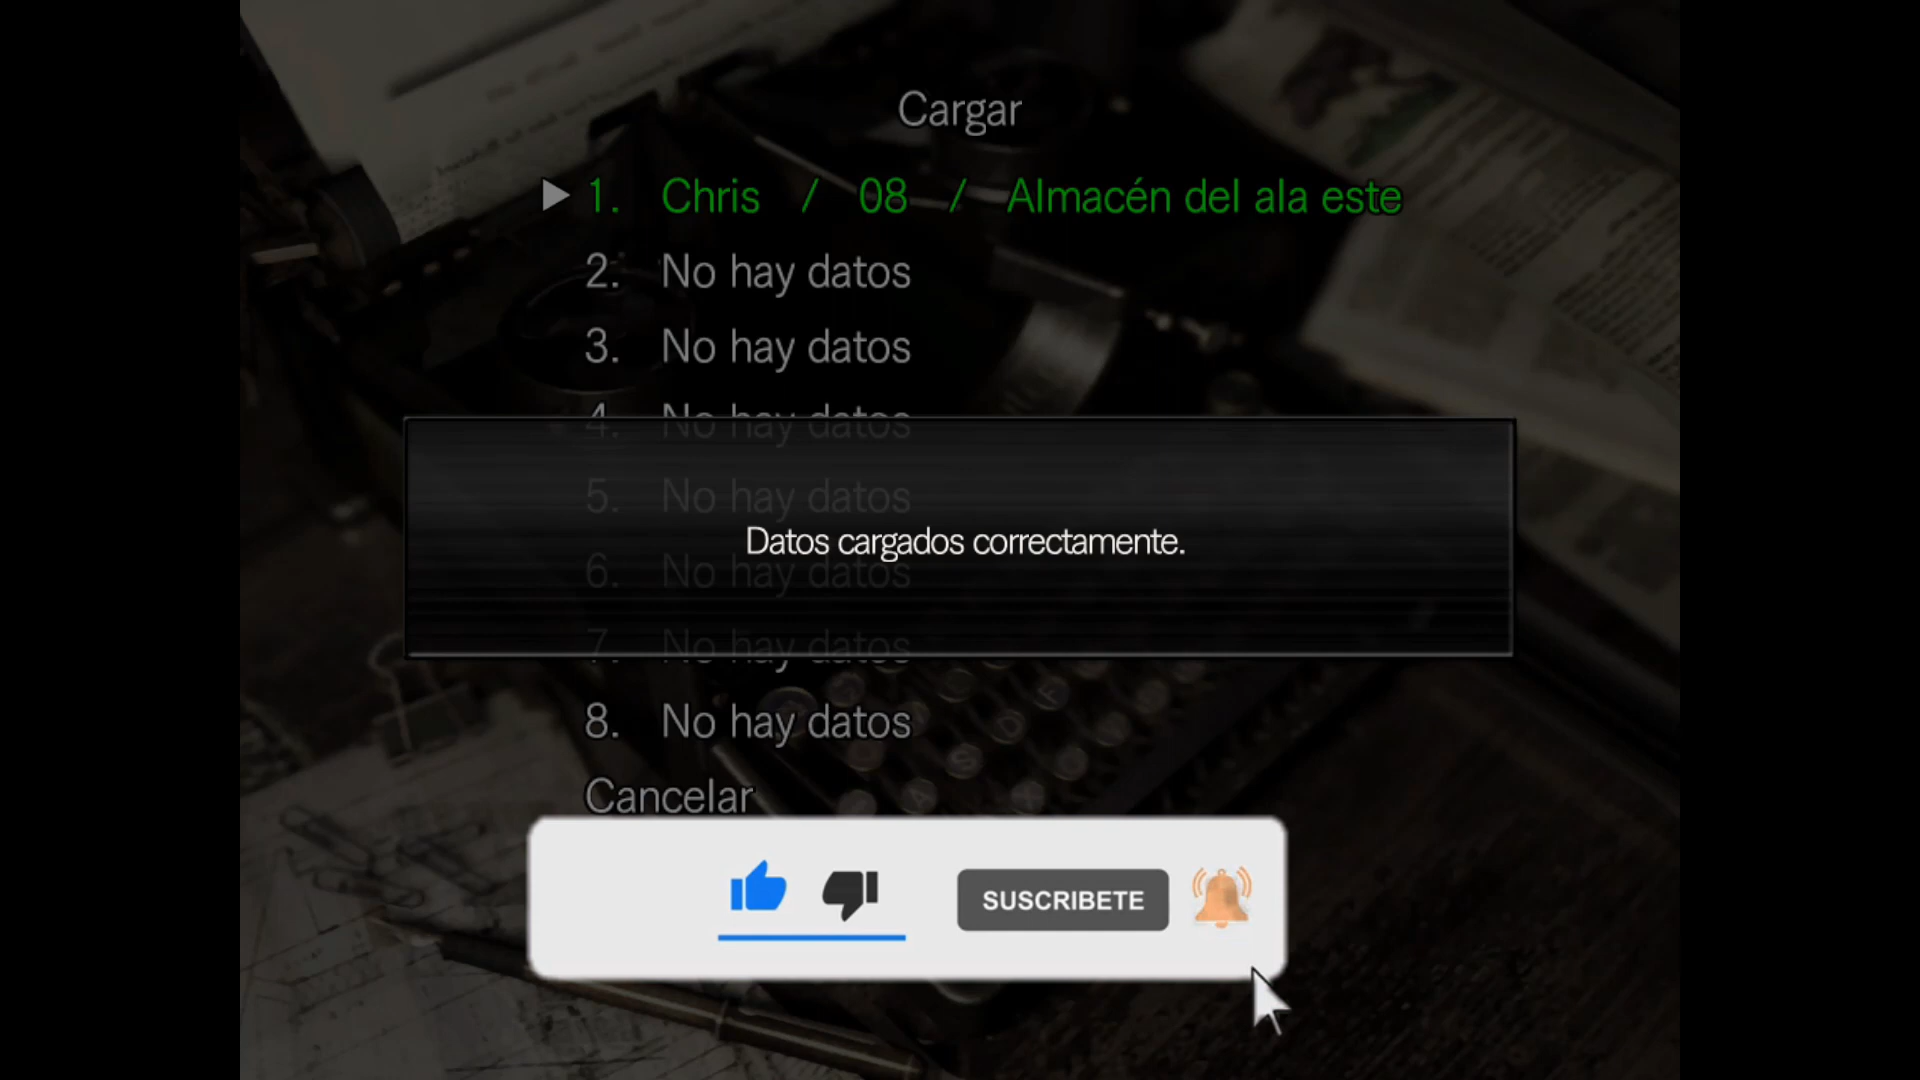 Cargar
1. Chris / 08 / Almacén del ala este
2. No hay datos
3. No hay datos
4. No hay datos
5. No hay datos
Datos cargados correctamente.
6. No hay datos
7. No hay datos
8. No hay datos
Cancelar
SUSCRIBETE